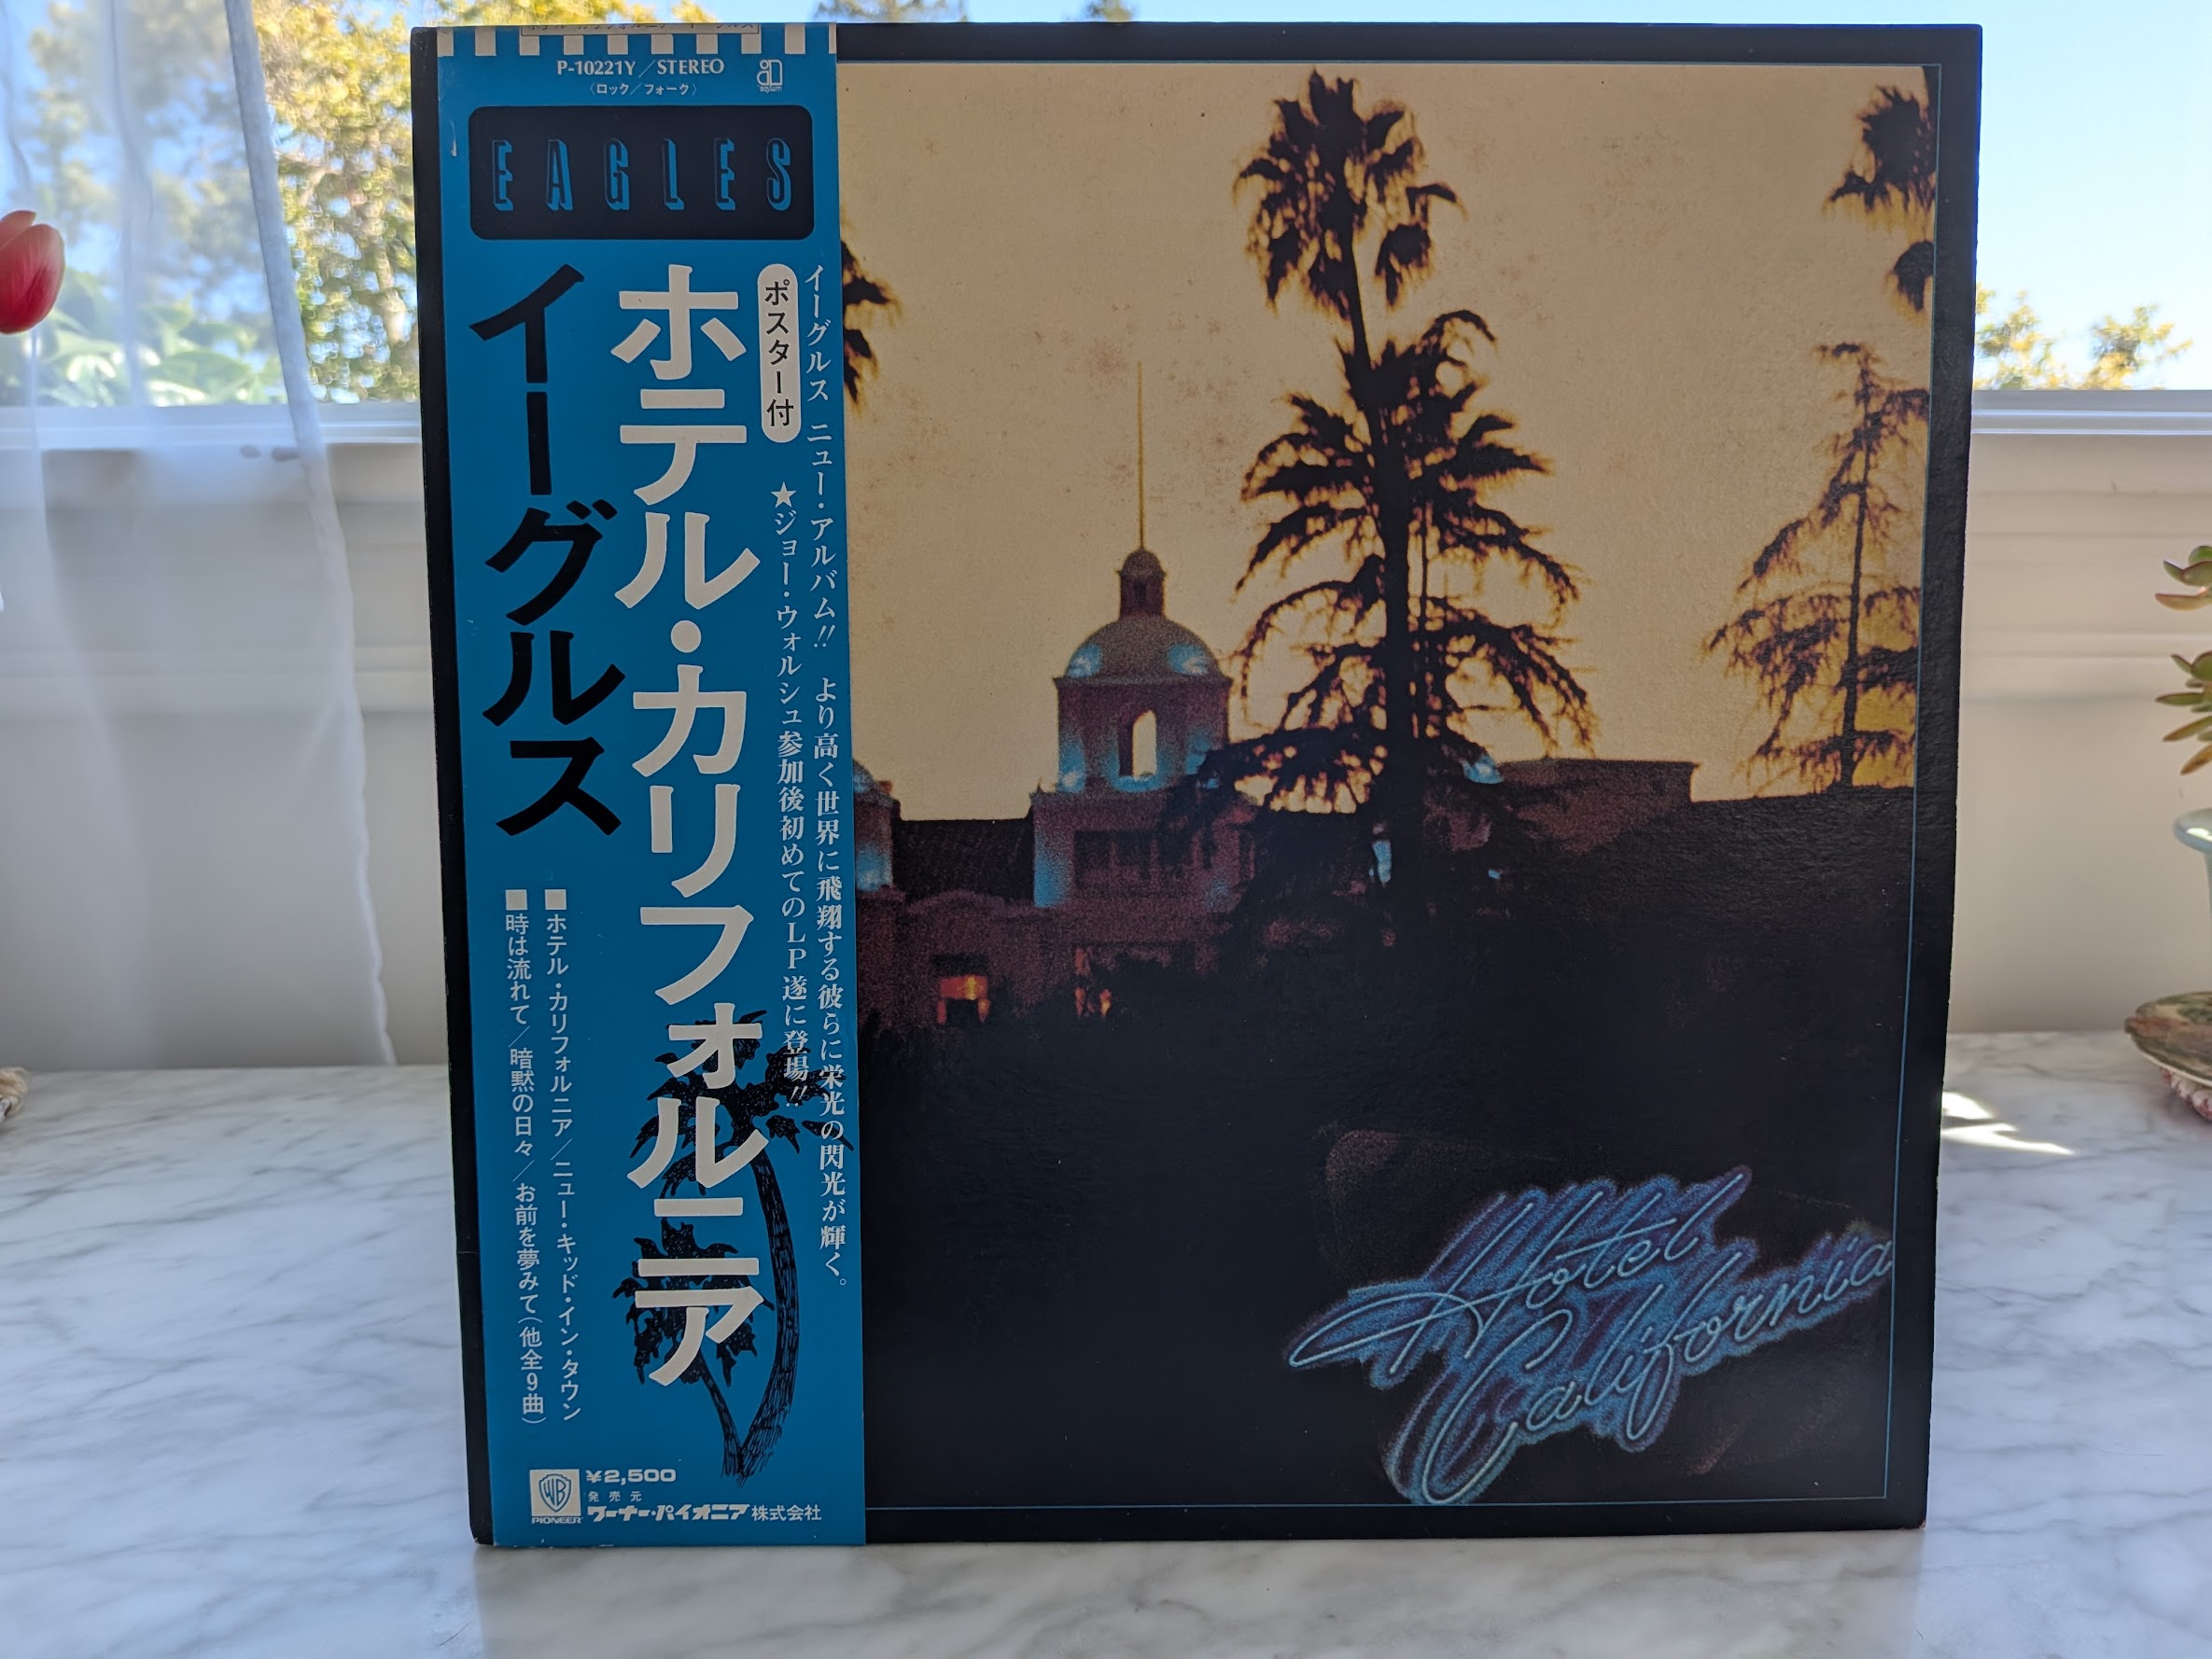 P-10221Y／STEREO
〈ロック／フォーク〉
asylum
EAGLES
イーグルス ニュー・アルバム!! より高く世界に飛翔する彼らに栄光の閃光が輝く。
ポスター付
★ジョー・ウォルシュ参加後初めてのLP遂に登場!!
ホテル・カリフォルニア
イーグルス
■ホテル・カリフォルニア／ニュー・キッド・イン・タウン
■時は流れて／暗黙の日々／お前を夢みて(他全9曲)
WB
PIONEER
¥2,500
発売元
ワーナー・パイオニア株式会社
Hotel
California